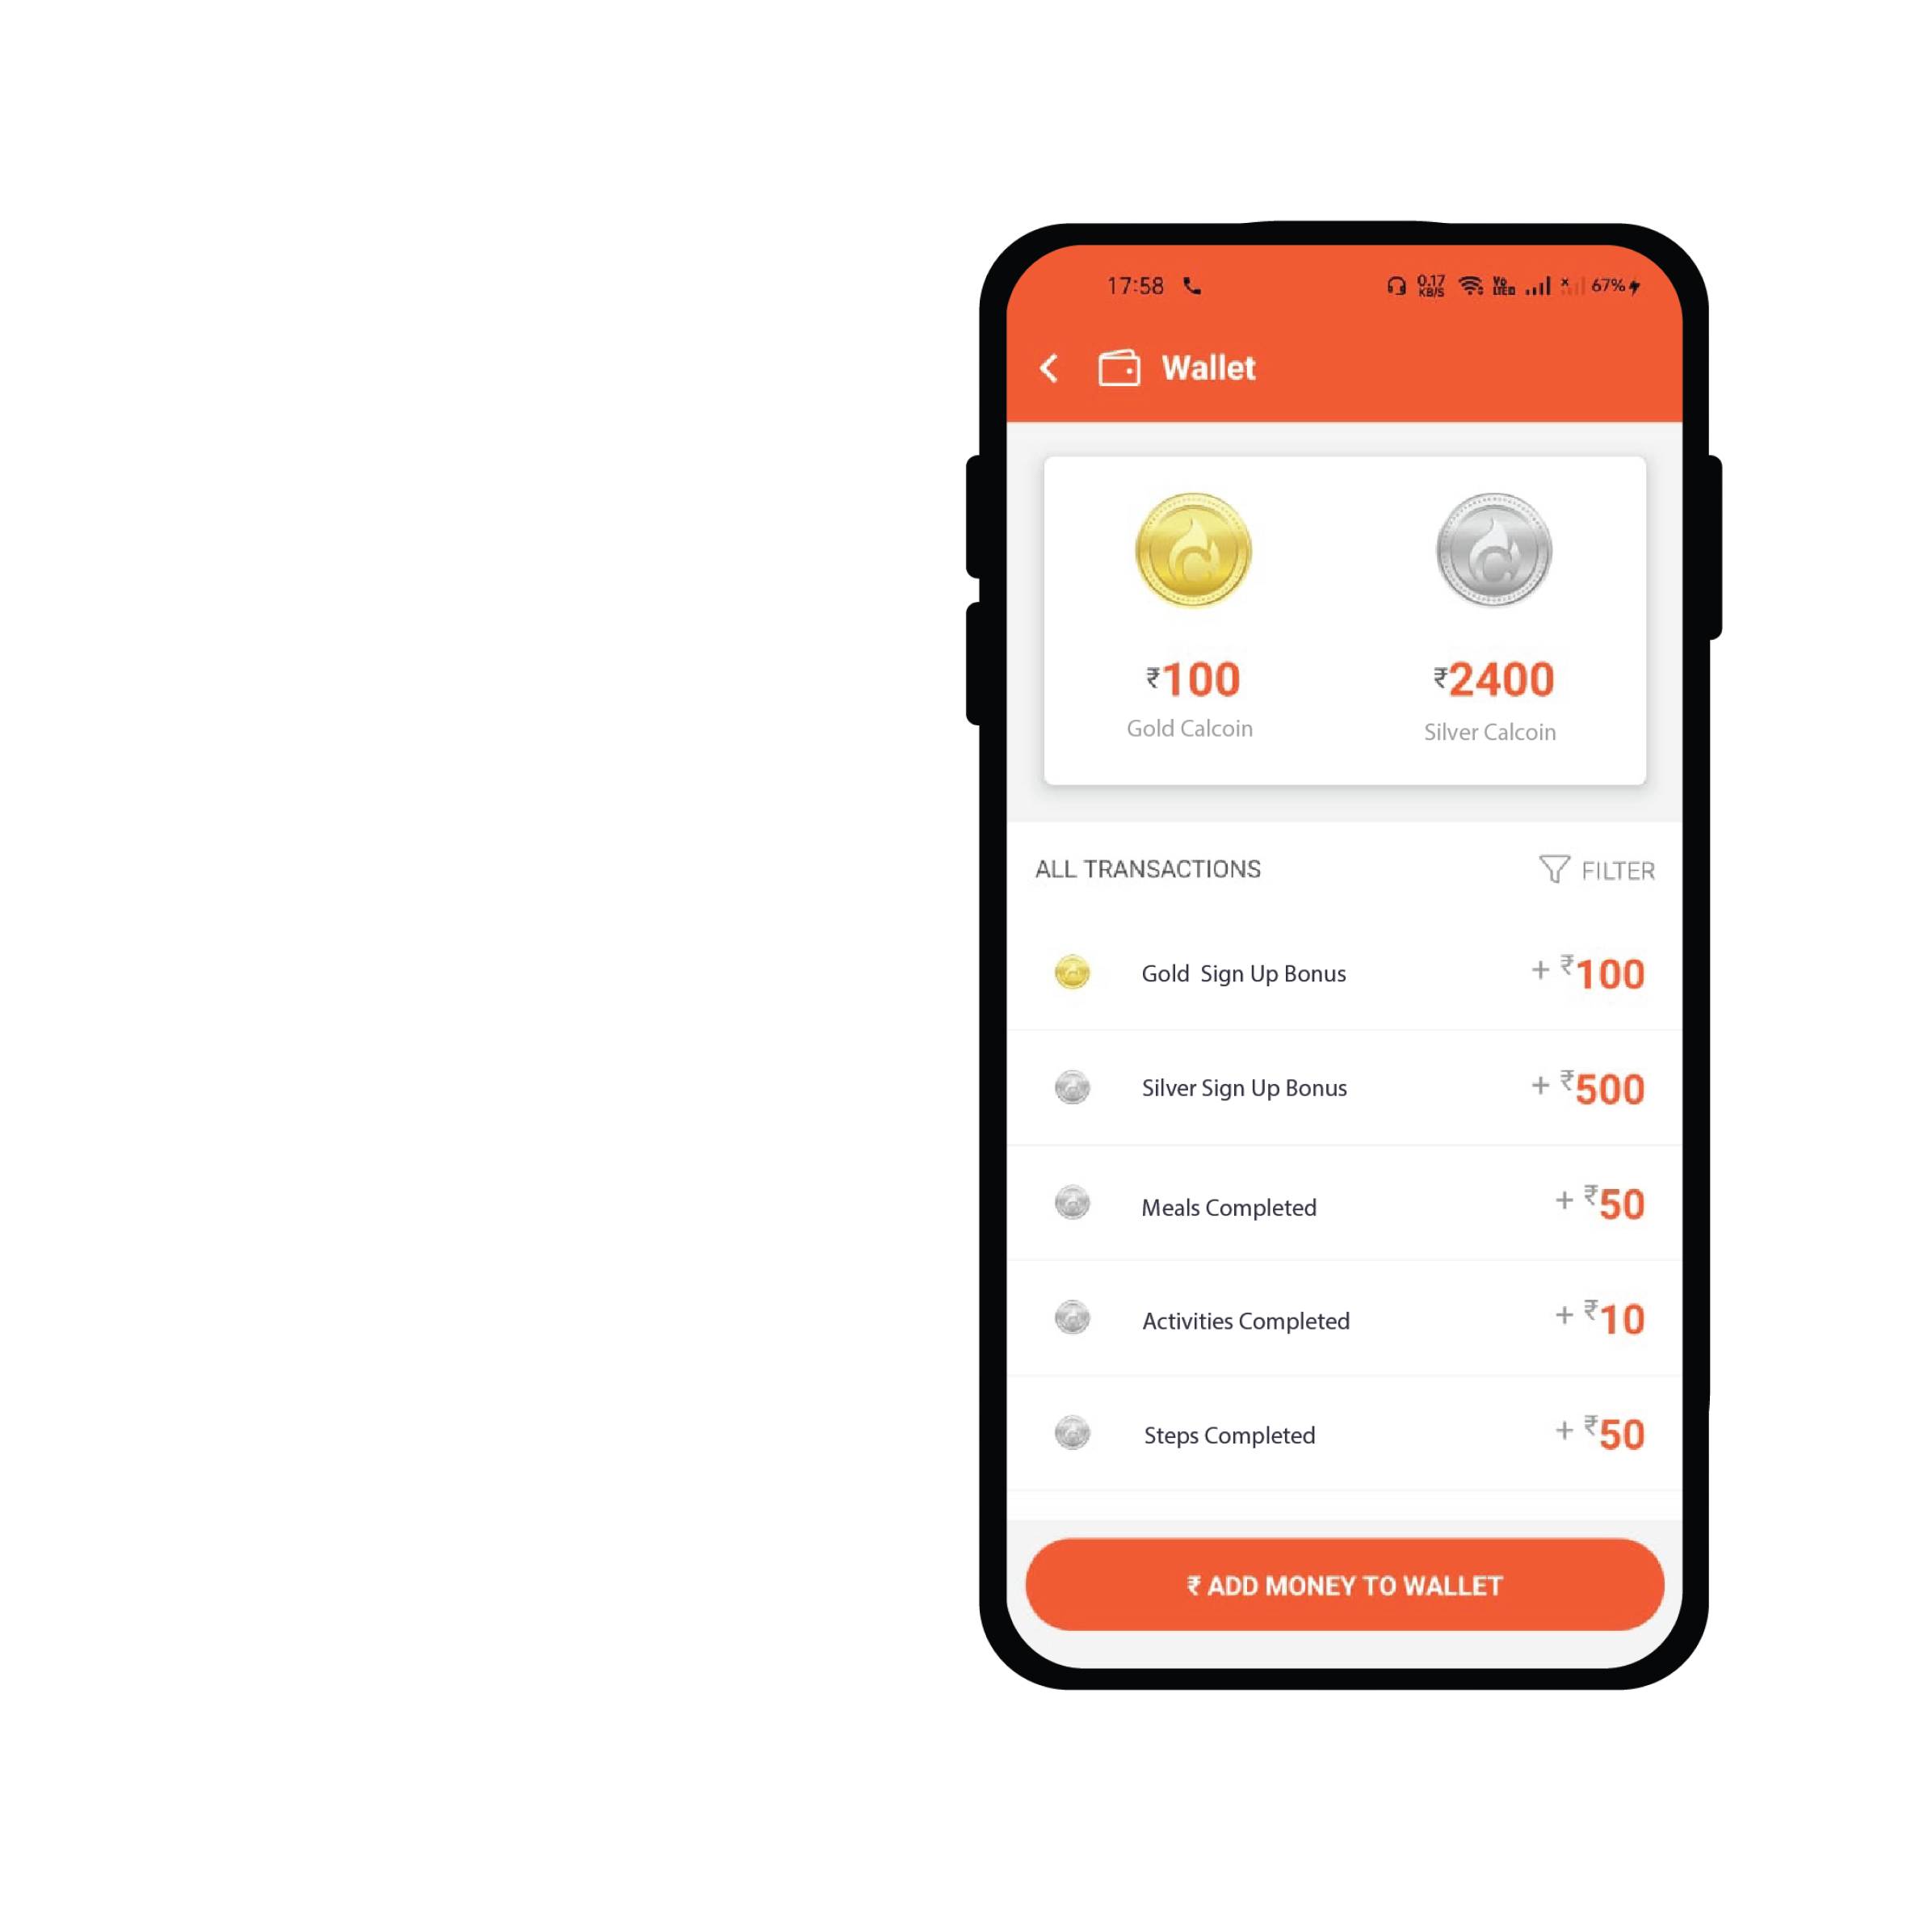 17:58 0.17 KB/S Vo LTE 67%
Wallet
₹100 ₹2400
Gold Calcoin Silver Calcoin
ALL TRANSACTIONS FILTER
Gold Sign Up Bonus + ₹100
Silver Sign Up Bonus + ₹500
Meals Completed + ₹50
Activities Completed + ₹10
Steps Completed + ₹50
₹ ADD MONEY TO WALLET